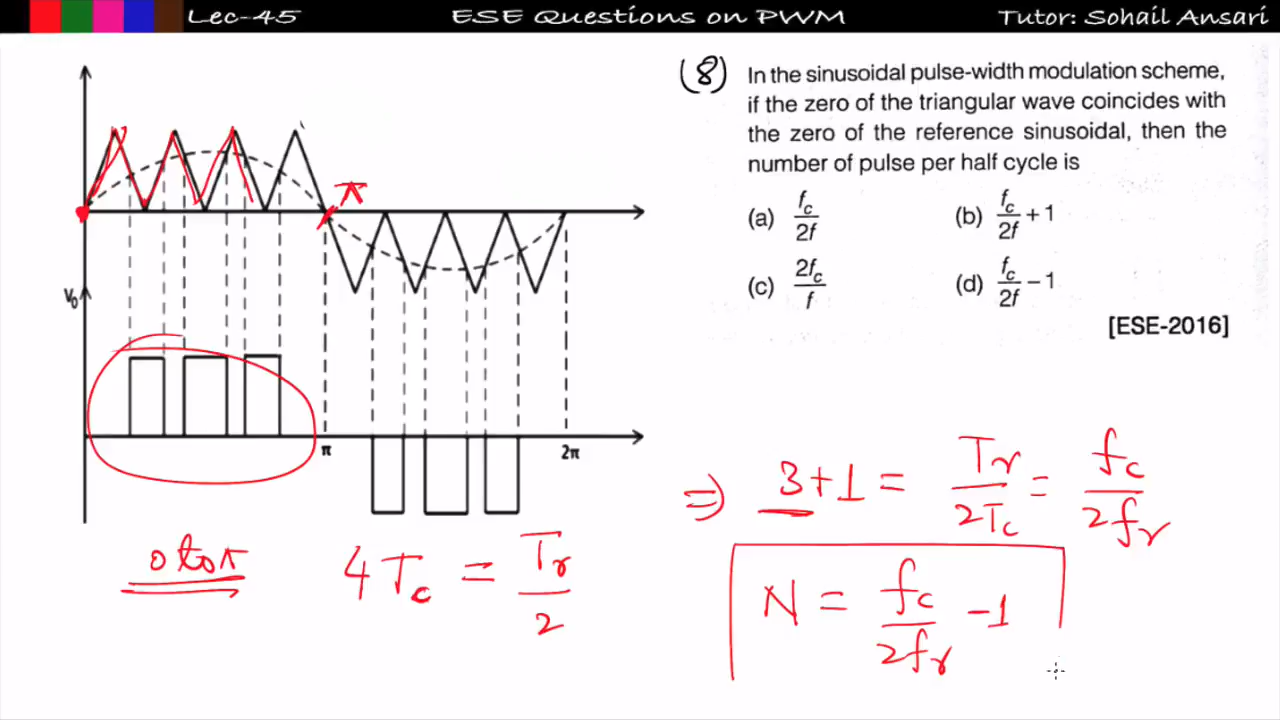 Lec-45
ESE Questions on PWM
Tutor: Sohail Ansari
(8)
In the sinusoidal pulse-width modulation scheme,
if the zero of the triangular wave coincides with
the zero of the reference sinusoidal, then the
number of pulse per half cycle is
(a) fc/2f
(b) fc/2f + 1
(c) 2fc/f
(d) fc/2f − 1
[ESE-2016]
π
V₀
π
2π
0 to π
4Tc = Tr/2
⇒ 3+1 = Tr/2Tc = fc/2fr
N = fc/2fr − 1